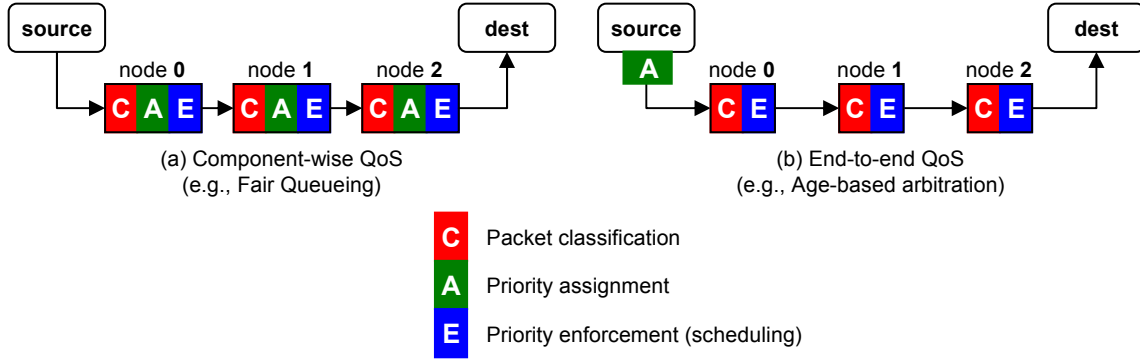 source
dest
node 0
node 1
node 2
C A E
C A E
C A E
(a) Component-wise QoS
(e.g., Fair Queueing)
source
A
dest
node 0
node 1
node 2
C E
C E
C E
(b) End-to-end QoS
(e.g., Age-based arbitration)
C Packet classification
A Priority assignment
E Priority enforcement (scheduling)